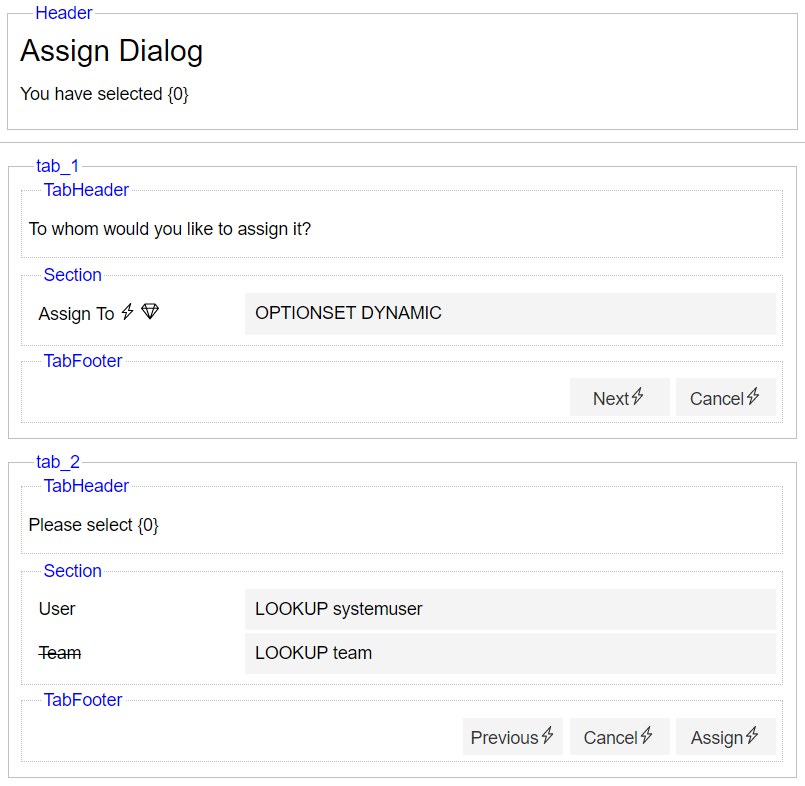 Header
Assign Dialog
You have selected {0}
tab_1
TabHeader
To whom would you like to assign it?
Section
Assign To OPTIONSET DYNAMIC
TabFooter
Next Cancel
tab_2
TabHeader
Please select {0}
Section
User LOOKUP systemuser
Team LOOKUP team
TabFooter
Previous Cancel Assign